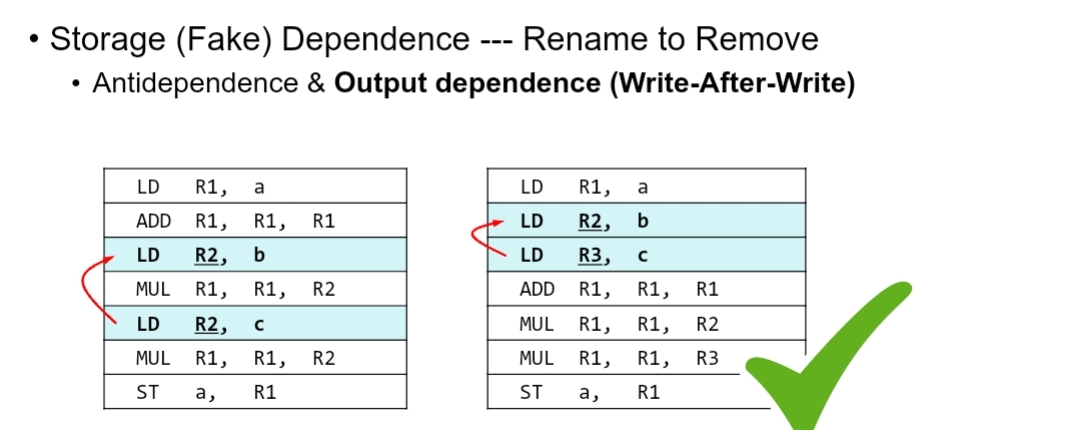 • Storage (Fake) Dependence --- Rename to Remove
• Antidependence & Output dependence (Write-After-Write)
LD R1, a
ADD R1, R1, R1
LD R2, b
MUL R1, R1, R2
LD R2, c
MUL R1, R1, R2
ST a, R1
LD R1, a
LD R2, b
LD R3, c
ADD R1, R1, R1
MUL R1, R1, R2
MUL R1, R1, R3
ST a, R1